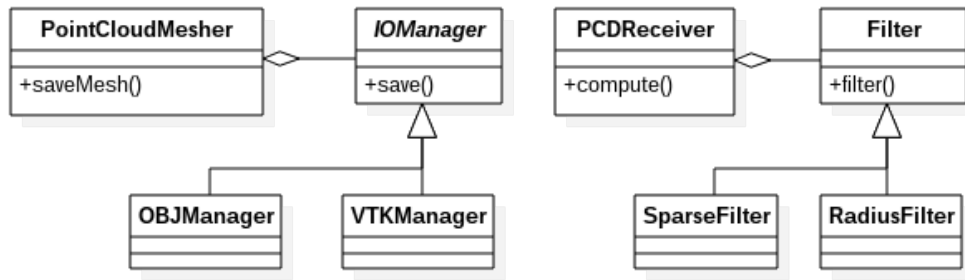 PointCloudMesher
+saveMesh()
IOManager
+save()
OBJManager
VTKManager
PCDReceiver
+compute()
Filter
+filter()
SparseFilter
RadiusFilter